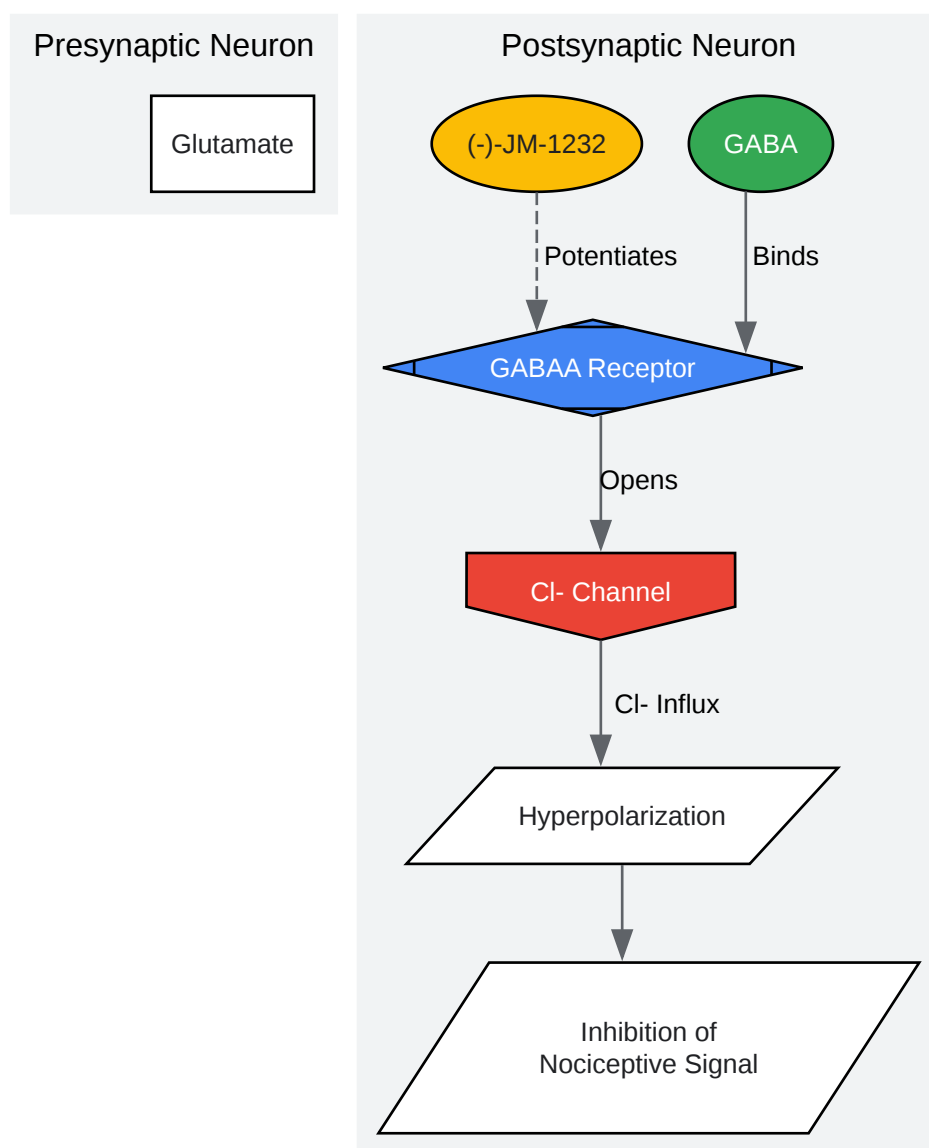 Presynaptic Neuron
Postsynaptic Neuron
Glutamate
(-)-JM-1232
GABA
Potentiates
Binds
GABAA Receptor
Opens
Cl- Channel
Cl- Influx
Hyperpolarization
Inhibition of
Nociceptive Signal